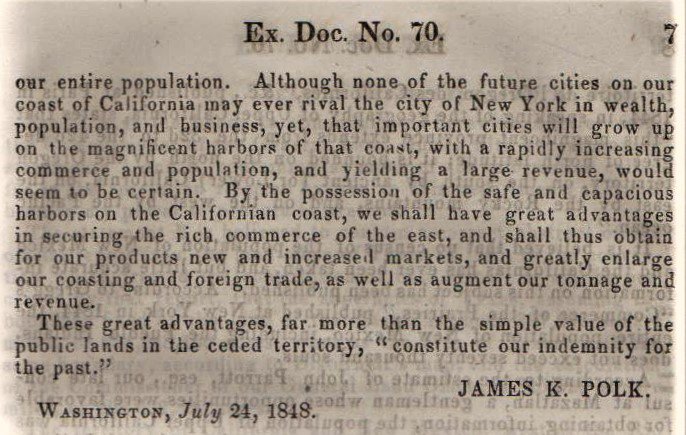 Ex. Doc. No. 70. 7
our entire population. Although none of the future cities on our
coast of California may ever rival the city of New York in wealth,
population, and business, yet, that important cities will grow up
on the magnificent harbors of that coast, with a rapidly increasing
commerce and population, and yielding a large revenue, would
seem to be certain. By the possession of the safe and capacious
harbors on the Californian coast, we shall have great advantages
in securing the rich commerce of the east, and shall thus obtain
for our products new and increased markets, and greatly enlarge
our coasting and foreign trade, as well as augment our tonnage and
revenue.
These great advantages, far more than the simple value of the
public lands in the ceded territory, "constitute our indemnity for
the past."
JAMES K. POLK.
Washington, July 24, 1848.